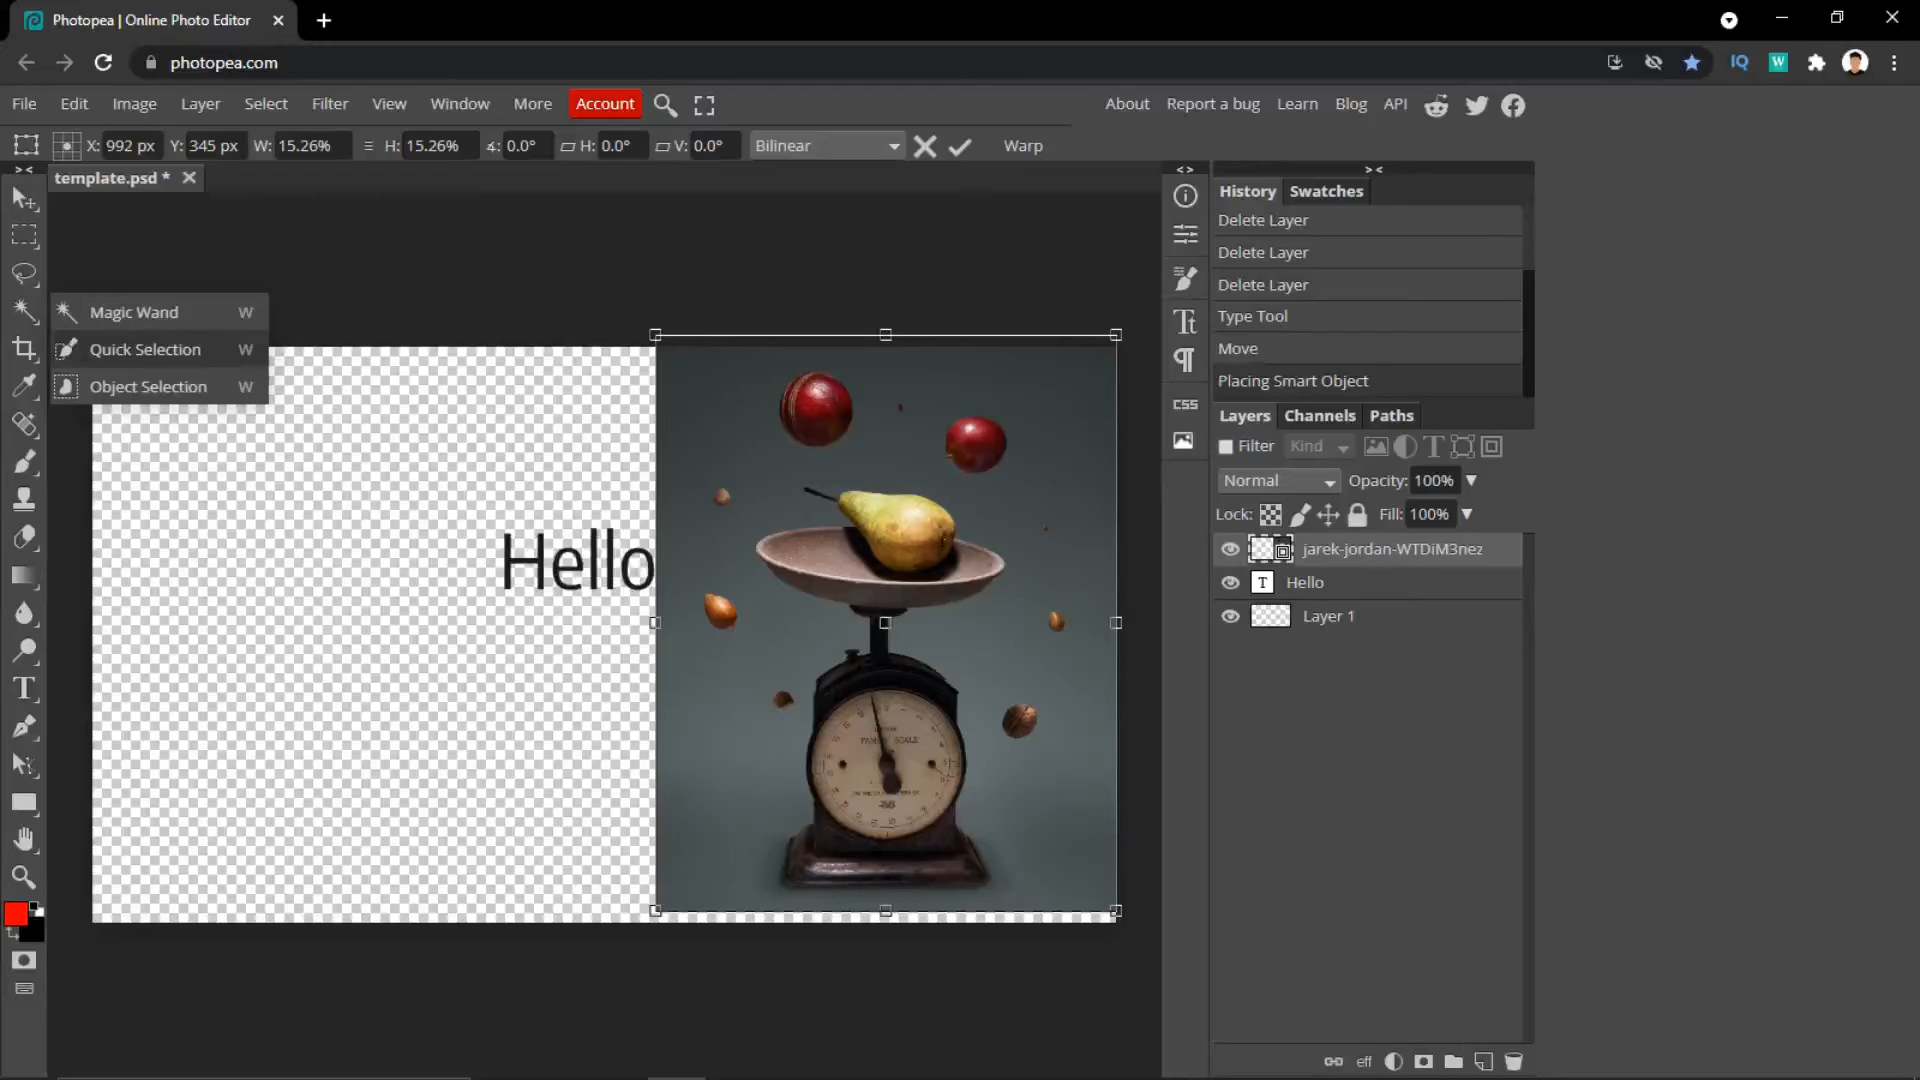 Photopea | Online Photo Editor
photopea.com
IQ
W
File Edit Image Layer Select Filter View Window More Account
About Report a bug Learn Blog API
X: 992 px Y: 345 px W: 15.26% H: 15.26% 0.0° H: 0.0° V: 0.0° Bilinear Warp
template.psd *
History Swatches
Delete Layer
Delete Layer
Delete Layer
Type Tool
Move
Placing Smart Object
CSS
Magic Wand W
Quick Selection W
Object Selection W
Hello
Layers Channels Paths
Filter Kind
Normal Opacity: 100%
Lock: Fill: 100%
jarek-jordan-WTDiM3nez
T Hello
Layer 1
eff